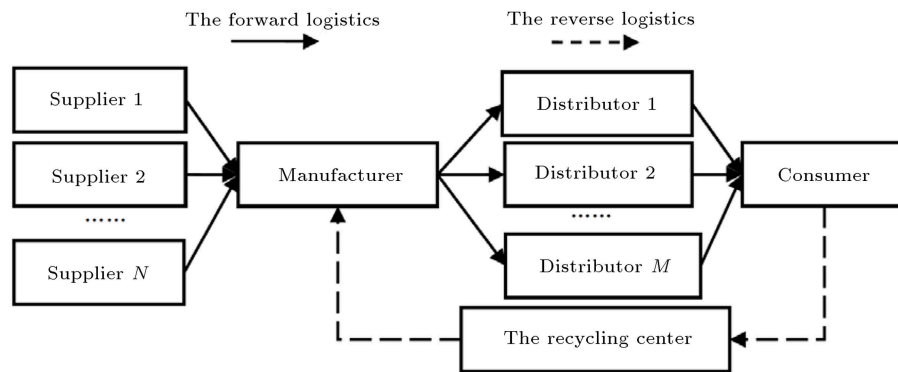 The forward logistics
The reverse logistics
Supplier 1
Supplier 2
......
Supplier N
Manufacturer
Distributor 1
Distributor 2
......
Distributor M
Consumer
The recycling center